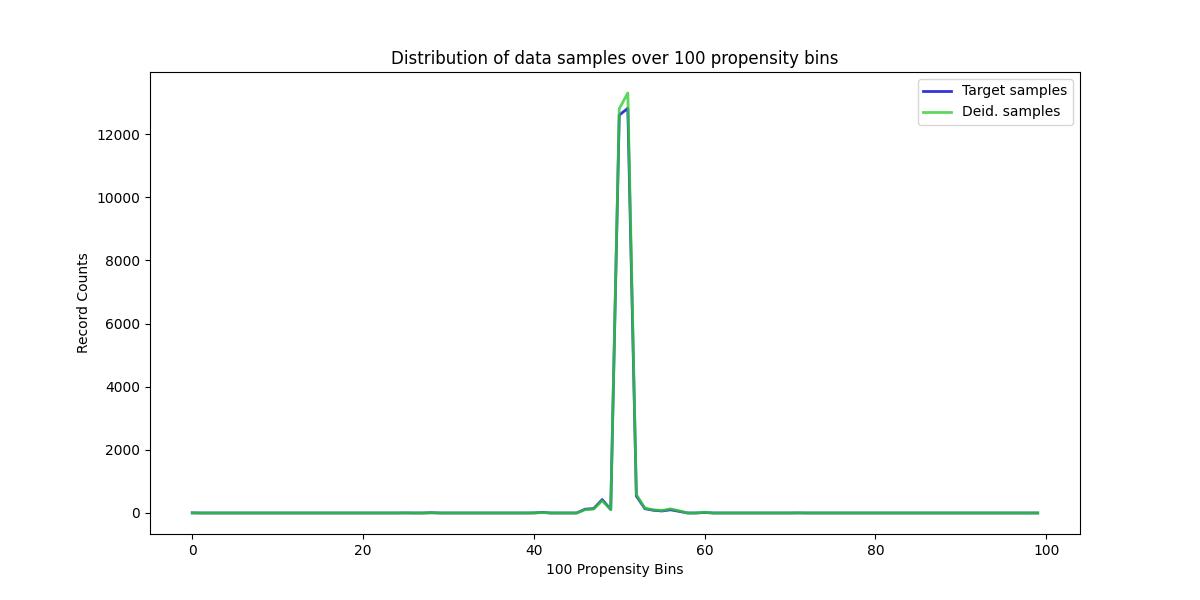 Distribution of data samples over 100 propensity bins
Target samples
Deid. samples
Record Counts
12000
10000
8000
6000
4000
2000
0
0 20 40 60 80 100
100 Propensity Bins